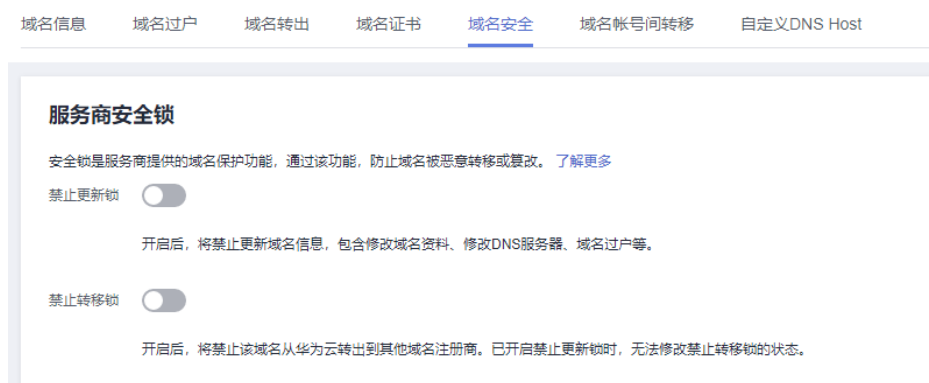 域名信息 域名过户 域名转出 域名证书 域名安全 域名帐号间转移 自定义DNS Host
服务商安全锁
安全锁是服务商提供的域名保护功能，通过该功能，防止域名被恶意转移或篡改。 了解更多
禁止更新锁
开启后，将禁止更新域名信息，包含修改域名资料、修改DNS服务器、域名过户等。
禁止转移锁
开启后，将禁止该域名从华为云转出到其他域名注册商。已开启禁止更新锁时，无法修改禁止转移锁的状态。